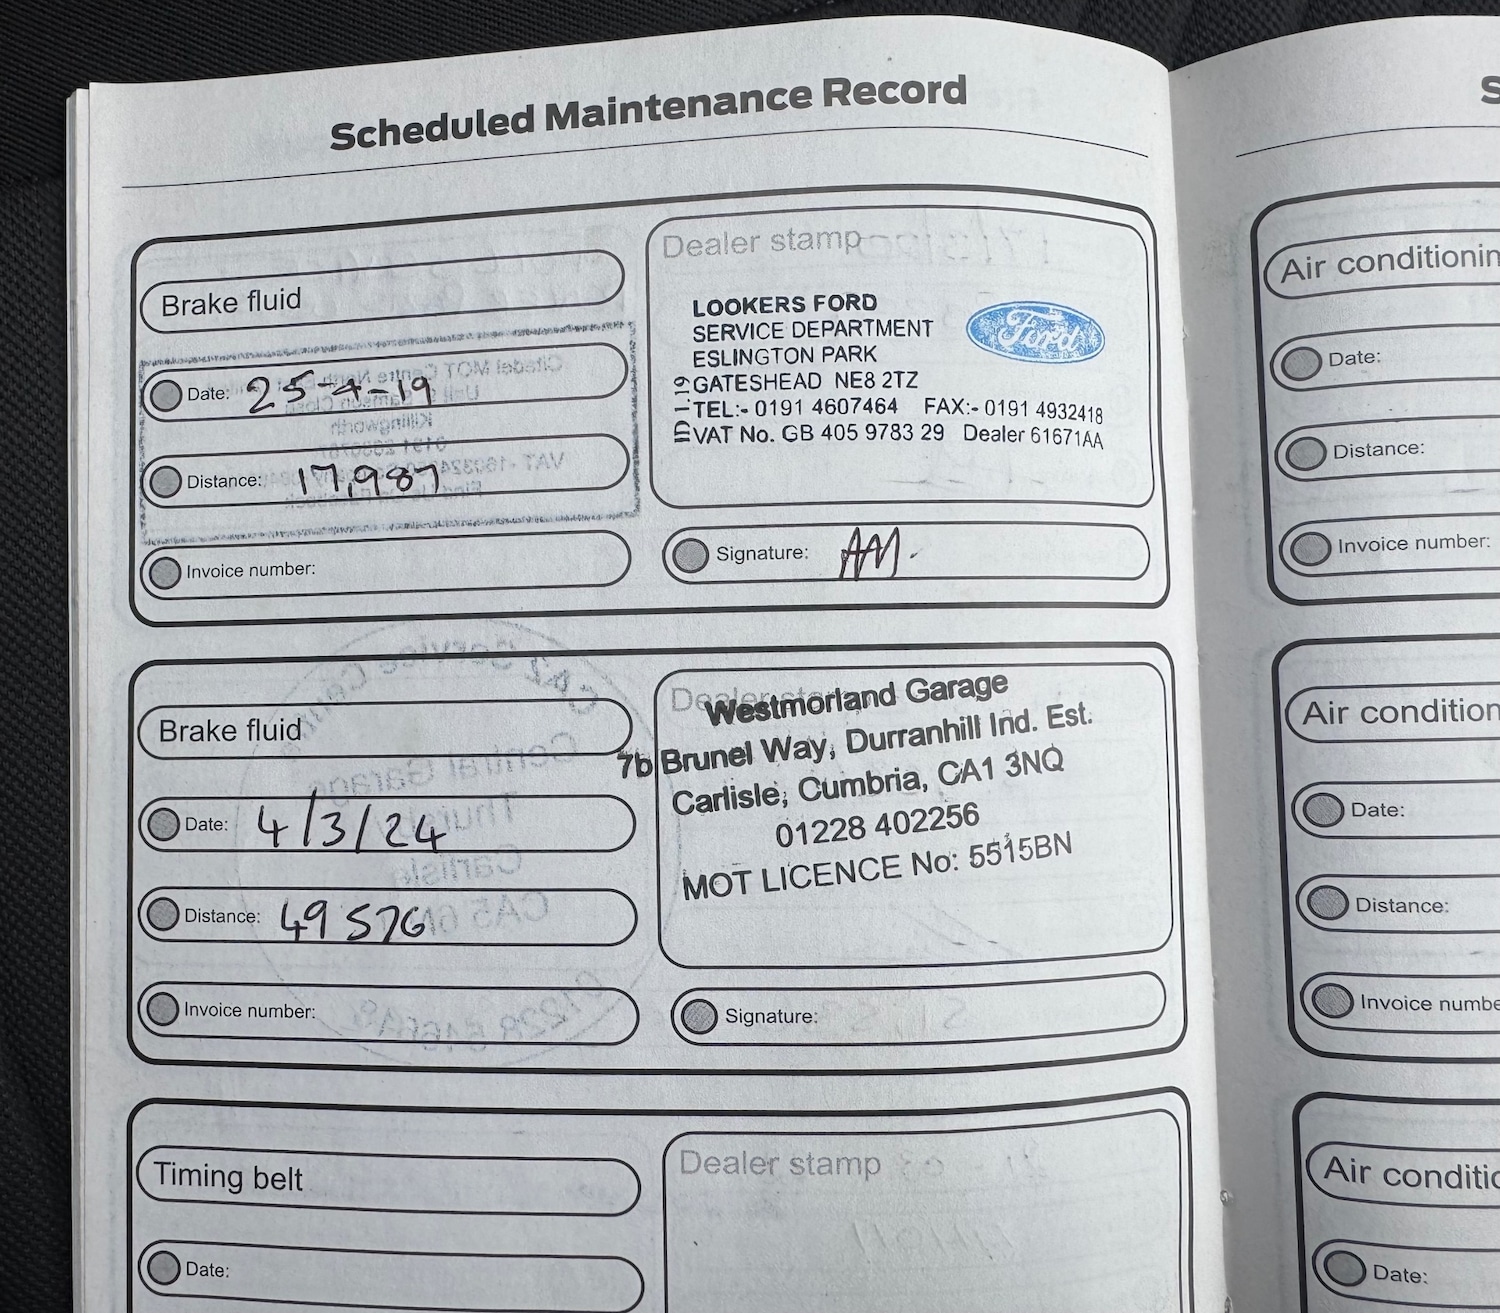 Scheduled Maintenance Record
Brake fluid
Date: 25-4-19
Distance: 17,987
Invoice number:
Dealer stamp
LOOKERS FORD
SERVICE DEPARTMENT
ESLINGTON PARK
GATESHEAD NE8 2TZ
TEL:- 0191 4607464 FAX:- 0191 4932418
VAT No. GB 405 9783 29 Dealer 61671AA
Ford
Signature: AM.
Brake fluid
Date: 4/3/24
Distance: 49576
Invoice number:
Dealer stamp
Westmorland Garage
7b Brunel Way, Durranhill Ind. Est.
Carlisle, Cumbria, CA1 3NQ
01228 402256
MOT LICENCE No: 5515BN
Signature:
Timing belt
Date:
Dealer stamp
S
Air conditionin
Date:
Distance:
Invoice number:
Air condition
Date:
Distance:
Invoice numbe
Air conditio
Date: